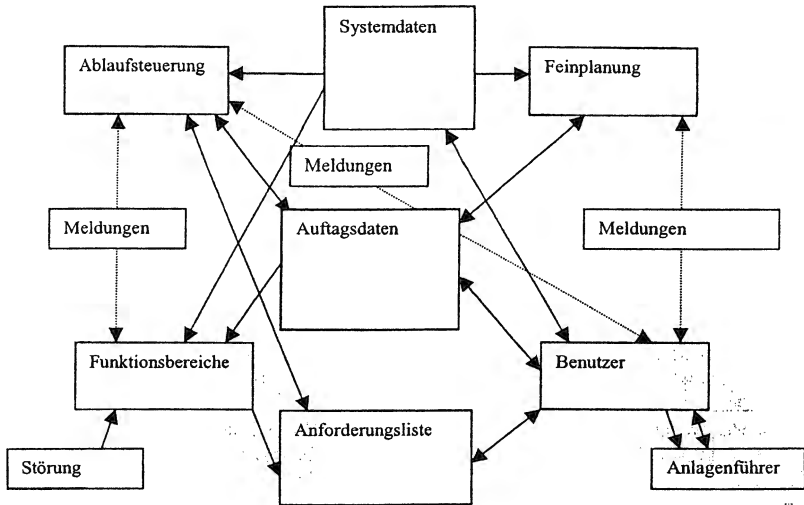 Systemdaten
Ablaufsteuerung
Feinplanung
Meldungen
Meldungen
Auftagsdaten
Meldungen
Funktionsbereiche
Benutzer
Anforderungsliste
Störung
Anlagenführer